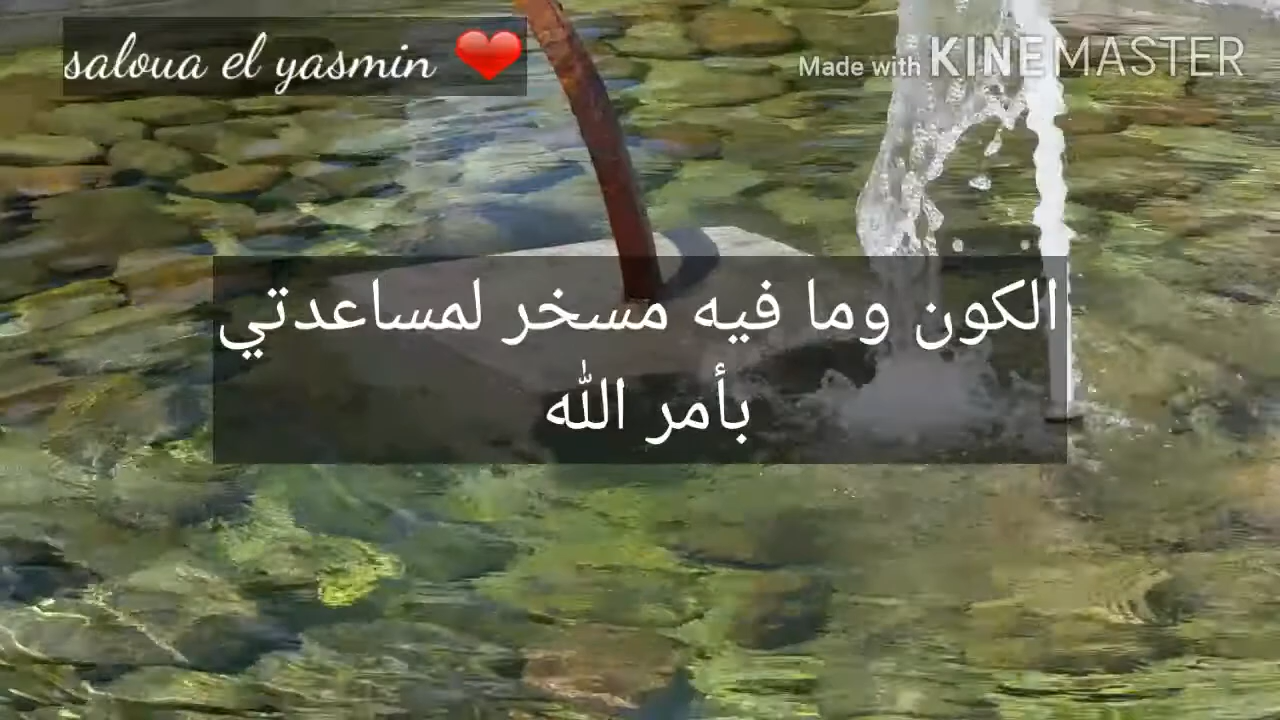 saloua el yasmin ❤
Made with KINEMASTER
الكون وما فيه مسخر لمساعدتي
بأمر الله